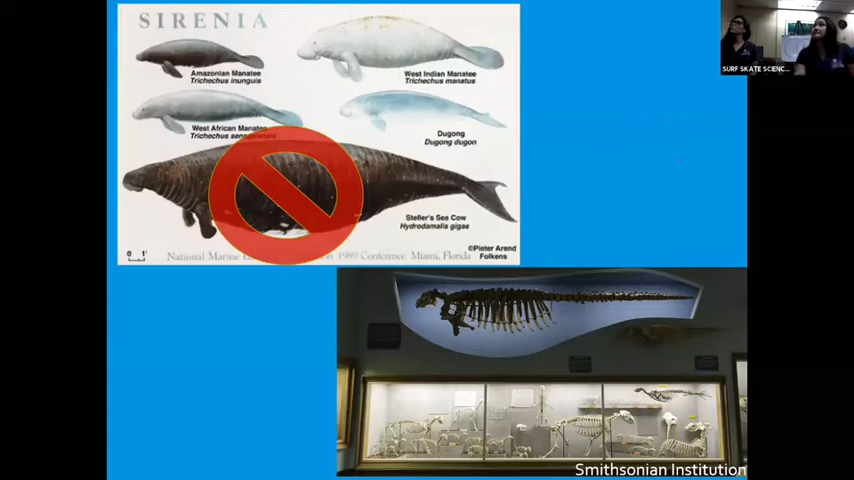 SIRENIA
Amazonian Manatee
Trichechus inunguis
West Indian Manatee
Trichechus manatus
West African Manatee
Trichechus senegalensis
Dugong
Dugong dugon
Steller's Sea Cow
Hydrodamalis gigas
0 1'
©Pieter Arend
Folkens
National Marine 1989 Conference Miami, Florida
Smithsonian Institution
SURF SKATE SCIENC...